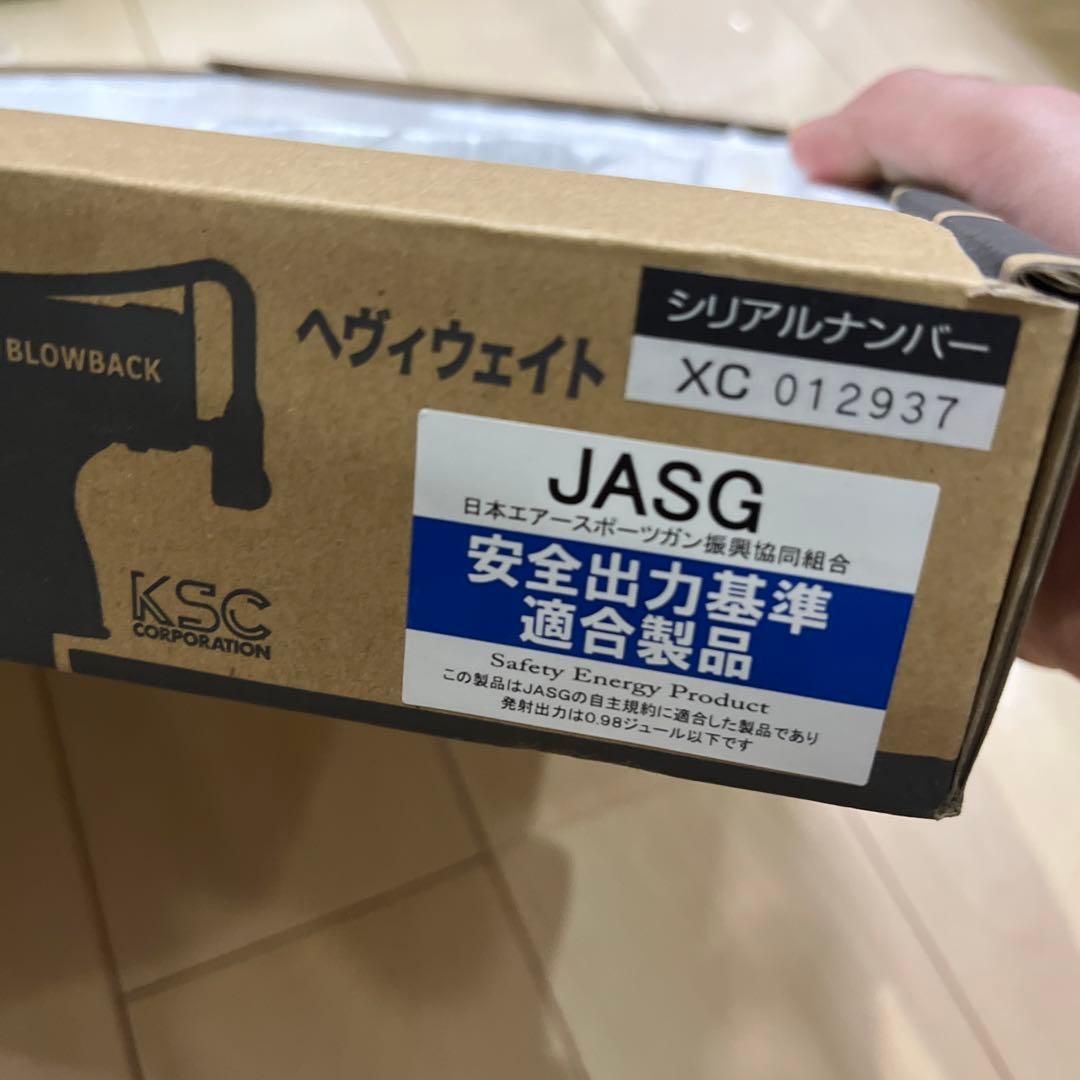 BLOWBACK
ヘヴィウェイト
シリアルナンバー
XC 012937
KSC
CORPORATION
JASG
日本エアースポーツガン振興協同組合
安全出力基準
適合製品
Safety Energy Product
この製品はJASGの自主規約に適合した製品であり
発射出力は0.98ジュール以下です